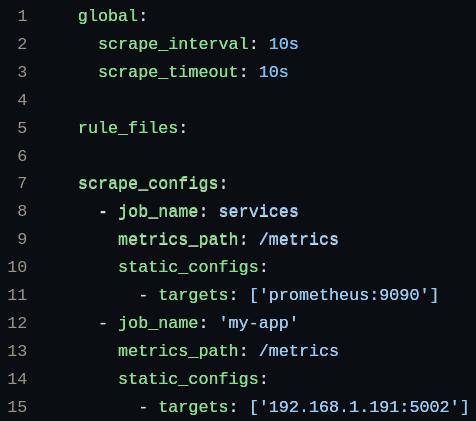 1 global:
2   scrape_interval: 10s
3   scrape_timeout: 10s
4
5 rule_files:
6
7 scrape_configs:
8   - job_name: services
9     metrics_path: /metrics
10     static_configs:
11       - targets: ['prometheus:9090']
12   - job_name: 'my-app'
13     metrics_path: /metrics
14     static_configs:
15       - targets: ['192.168.1.191:5002']